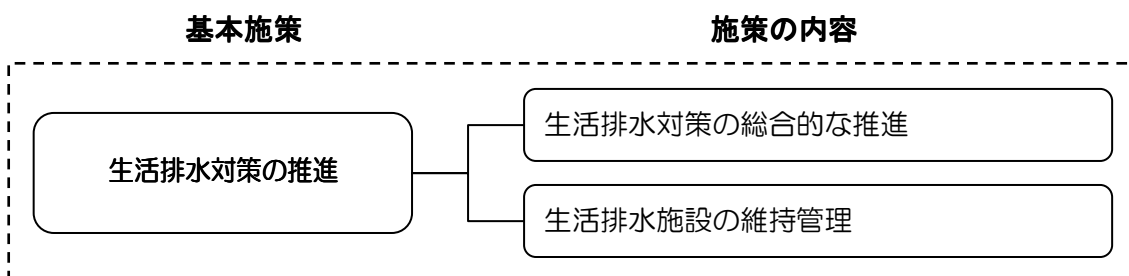 基本施策
施策の内容
生活排水対策の推進
生活排水対策の総合的な推進
生活排水施設の維持管理